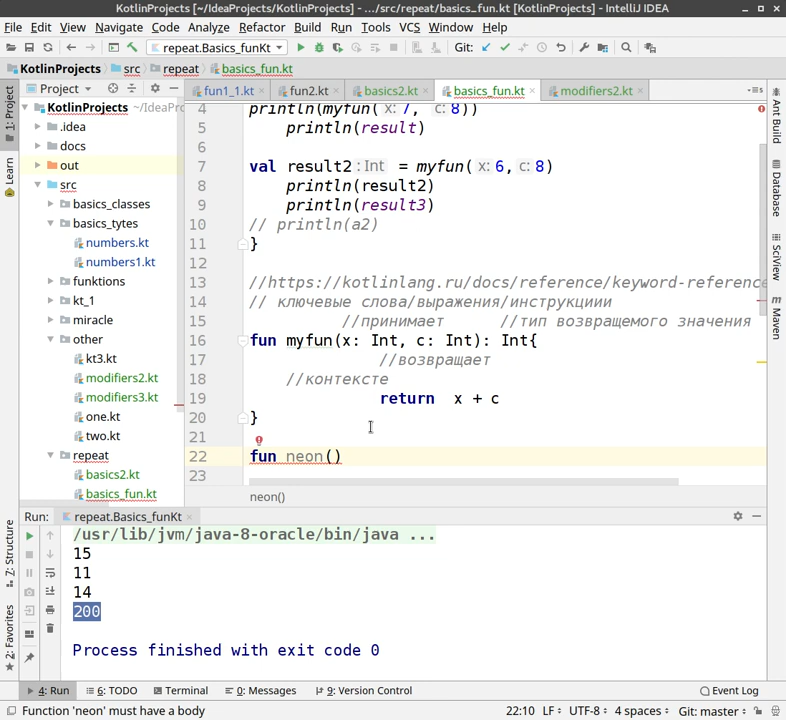 KotlinProjects [~/IdeaProjects/KotlinProjects] - .../src/repeat/basics_fun.kt [KotlinProjects] - IntelliJ IDEA
File Edit View Navigate Code Analyze Refactor Build Run Tools VCS Window Help
repeat.Basics_funKt Git:
KotlinProjects src repeat basics_fun.kt
Project fun1_1.kt fun2.kt basics2.kt basics_fun.kt modifiers2.kt
1: Project
Learn
7: Structure
2: Favorites
KotlinProjects ~/IdeaPr
.idea
docs
out
src
basics_classes
basics_tytes
numbers.kt
numbers1.kt
funktions
kt_1
miracle
other
kt3.kt
modifiers2.kt
modifiers3.kt
one.kt
two.kt
repeat
basics2.kt
basics_fun.kt
4 println(myfun( x: 7, c: 8))
5 println(result)
6
7 val result2 : Int = myfun( x: 6, c: 8)
8 println(result2)
9 println(result3)
10 // println(a2)
11 }
12
13 //https://kotlinlang.ru/docs/reference/keyword-reference
14 // ключевые слова/выражения/инструкциии
15 //принимает //тип возвращемого значения
16 fun myfun(x: Int, c: Int): Int{
17 //возвращает
18 //контексте
19 return x + c
20 }
21
22 fun neon()
23
neon()
Ant Build
Database
SciView
Maven
Run: repeat.Basics_funKt
/usr/lib/jvm/java-8-oracle/bin/java ...
15
11
14
200
Process finished with exit code 0
4: Run 6: TODO Terminal 0: Messages 9: Version Control Event Log
Function 'neon' must have a body 22:10 LF UTF-8 4 spaces Git: master